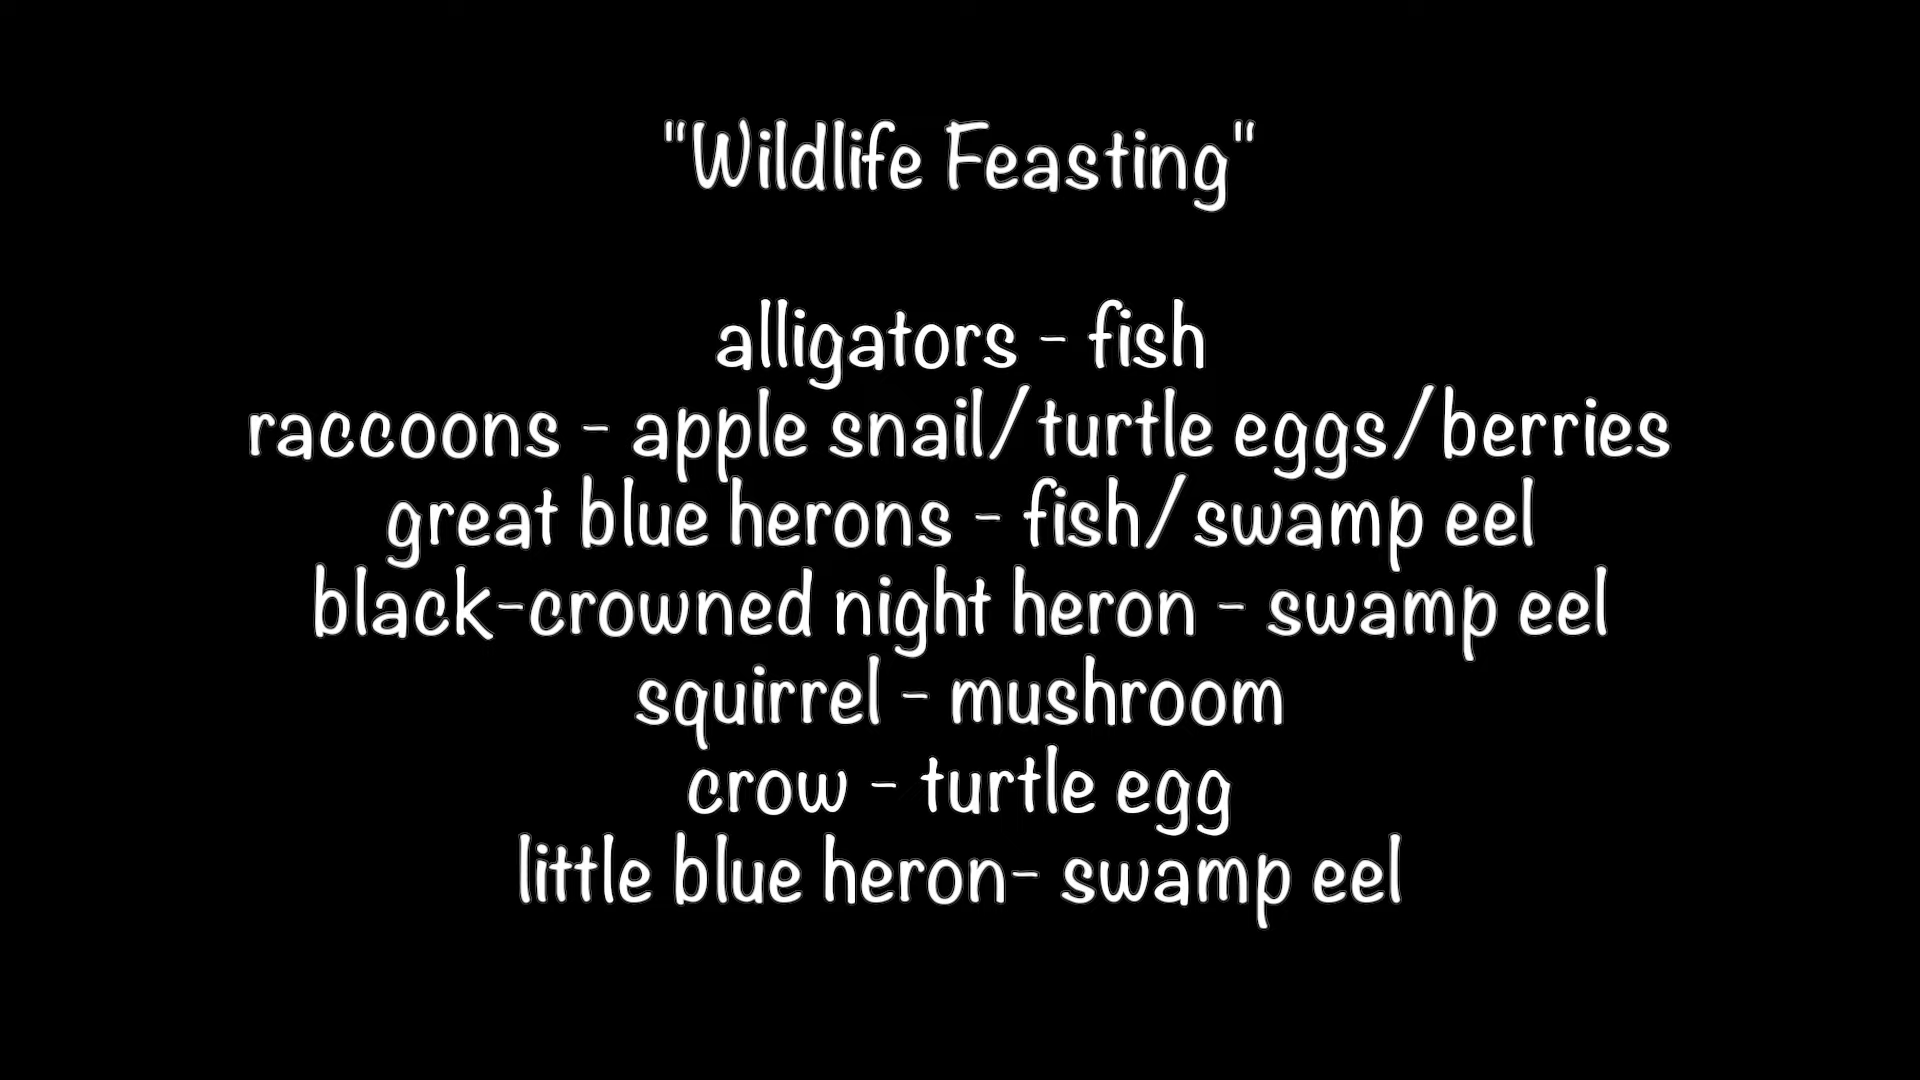 "Wildlife Feasting"
alligators - fish
raccoons - apple snail/turtle eggs/berries
great blue herons - fish/swamp eel
black-crowned night heron - swamp eel
squirrel - mushroom
crow - turtle egg
little blue heron- swamp eel